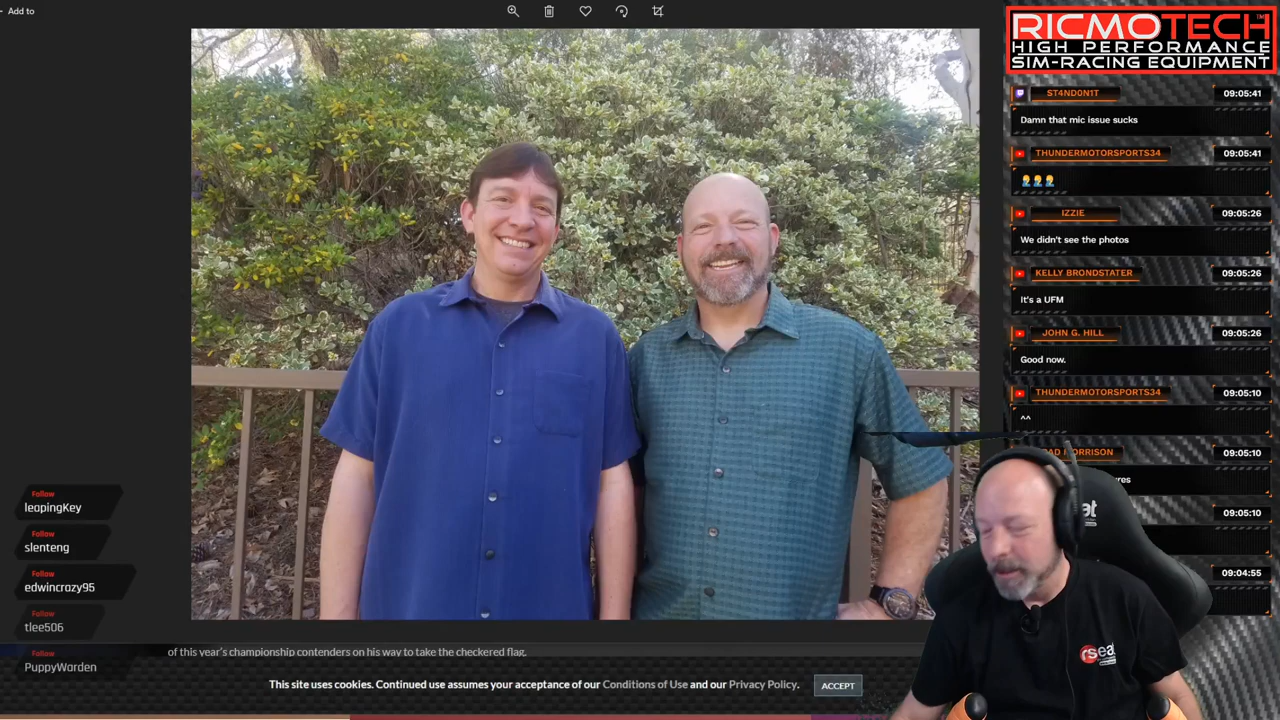 Add to
RICMOTECH™
HIGH PERFORMANCE
SIM-RACING EQUIPMENT
ST4ND0N1T 09:05:41
Damn that mic issue sucks
THUNDERMOTORSPORTS34 09:05:41
IZZIE 09:05:26
We didn't see the photos
KELLY BRONDSTATER 09:05:26
It's a UFM
JOHN G. HILL 09:05:26
Good now.
THUNDERMOTORSPORTS34 09:05:10
^^
09:05:10
09:05:10
09:04:55
Follow
leapingKey
Follow
slenteng
Follow
edwincrazy95
Follow
tlee506
Follow
PuppyWarden
of this year's championship contenders on his way to take the checkered flag.
This site uses cookies. Continued use assumes your acceptance of our Conditions of Use and our Privacy Policy. ACCEPT